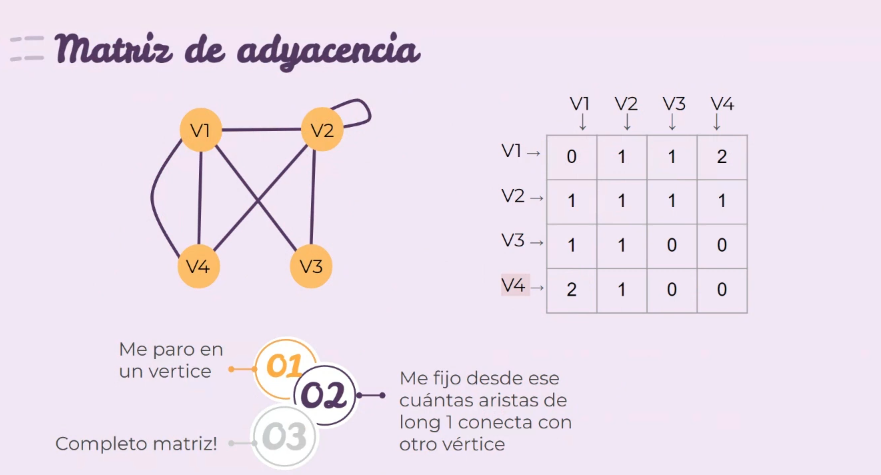 Matriz de adyacencia
V1 V2
V4 V3
V1 V2 V3 V4
↓ ↓ ↓ ↓
V1 → 0 1 1 2
V2 → 1 1 1 1
V3 → 1 1 0 0
V4 → 2 1 0 0
Me paro en
un vertice
01
02
Me fijo desde ese
cuántas aristas de
long 1 conecta con
otro vértice
Completo matriz!
03